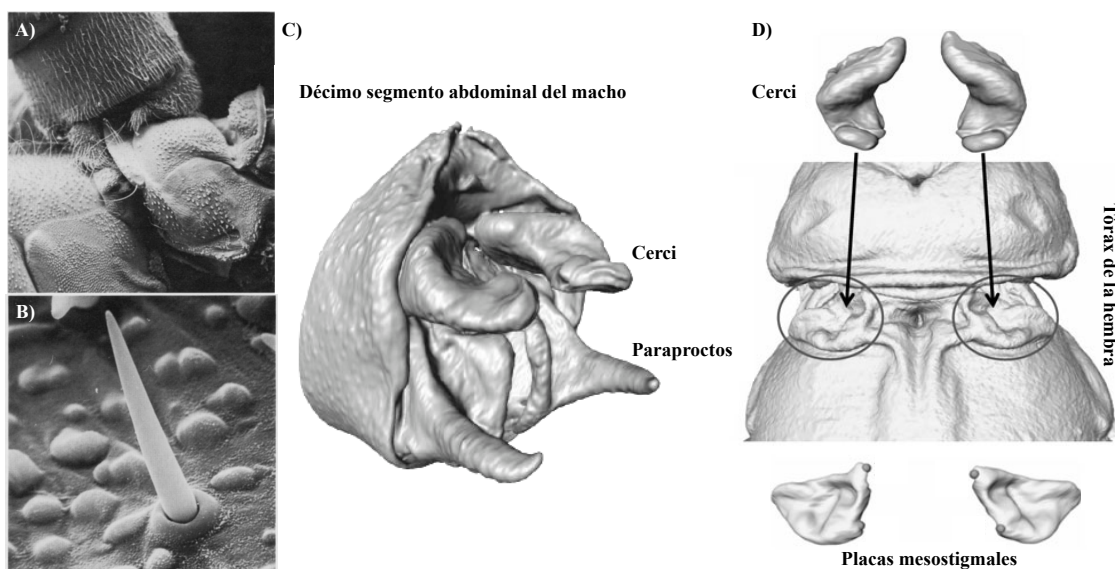 A)
B)
C)
Décimo segmento abdominal del macho
Cerci
Paraproctos
D)
Cerci
Tórax de la hembra
Placas mesostigmales